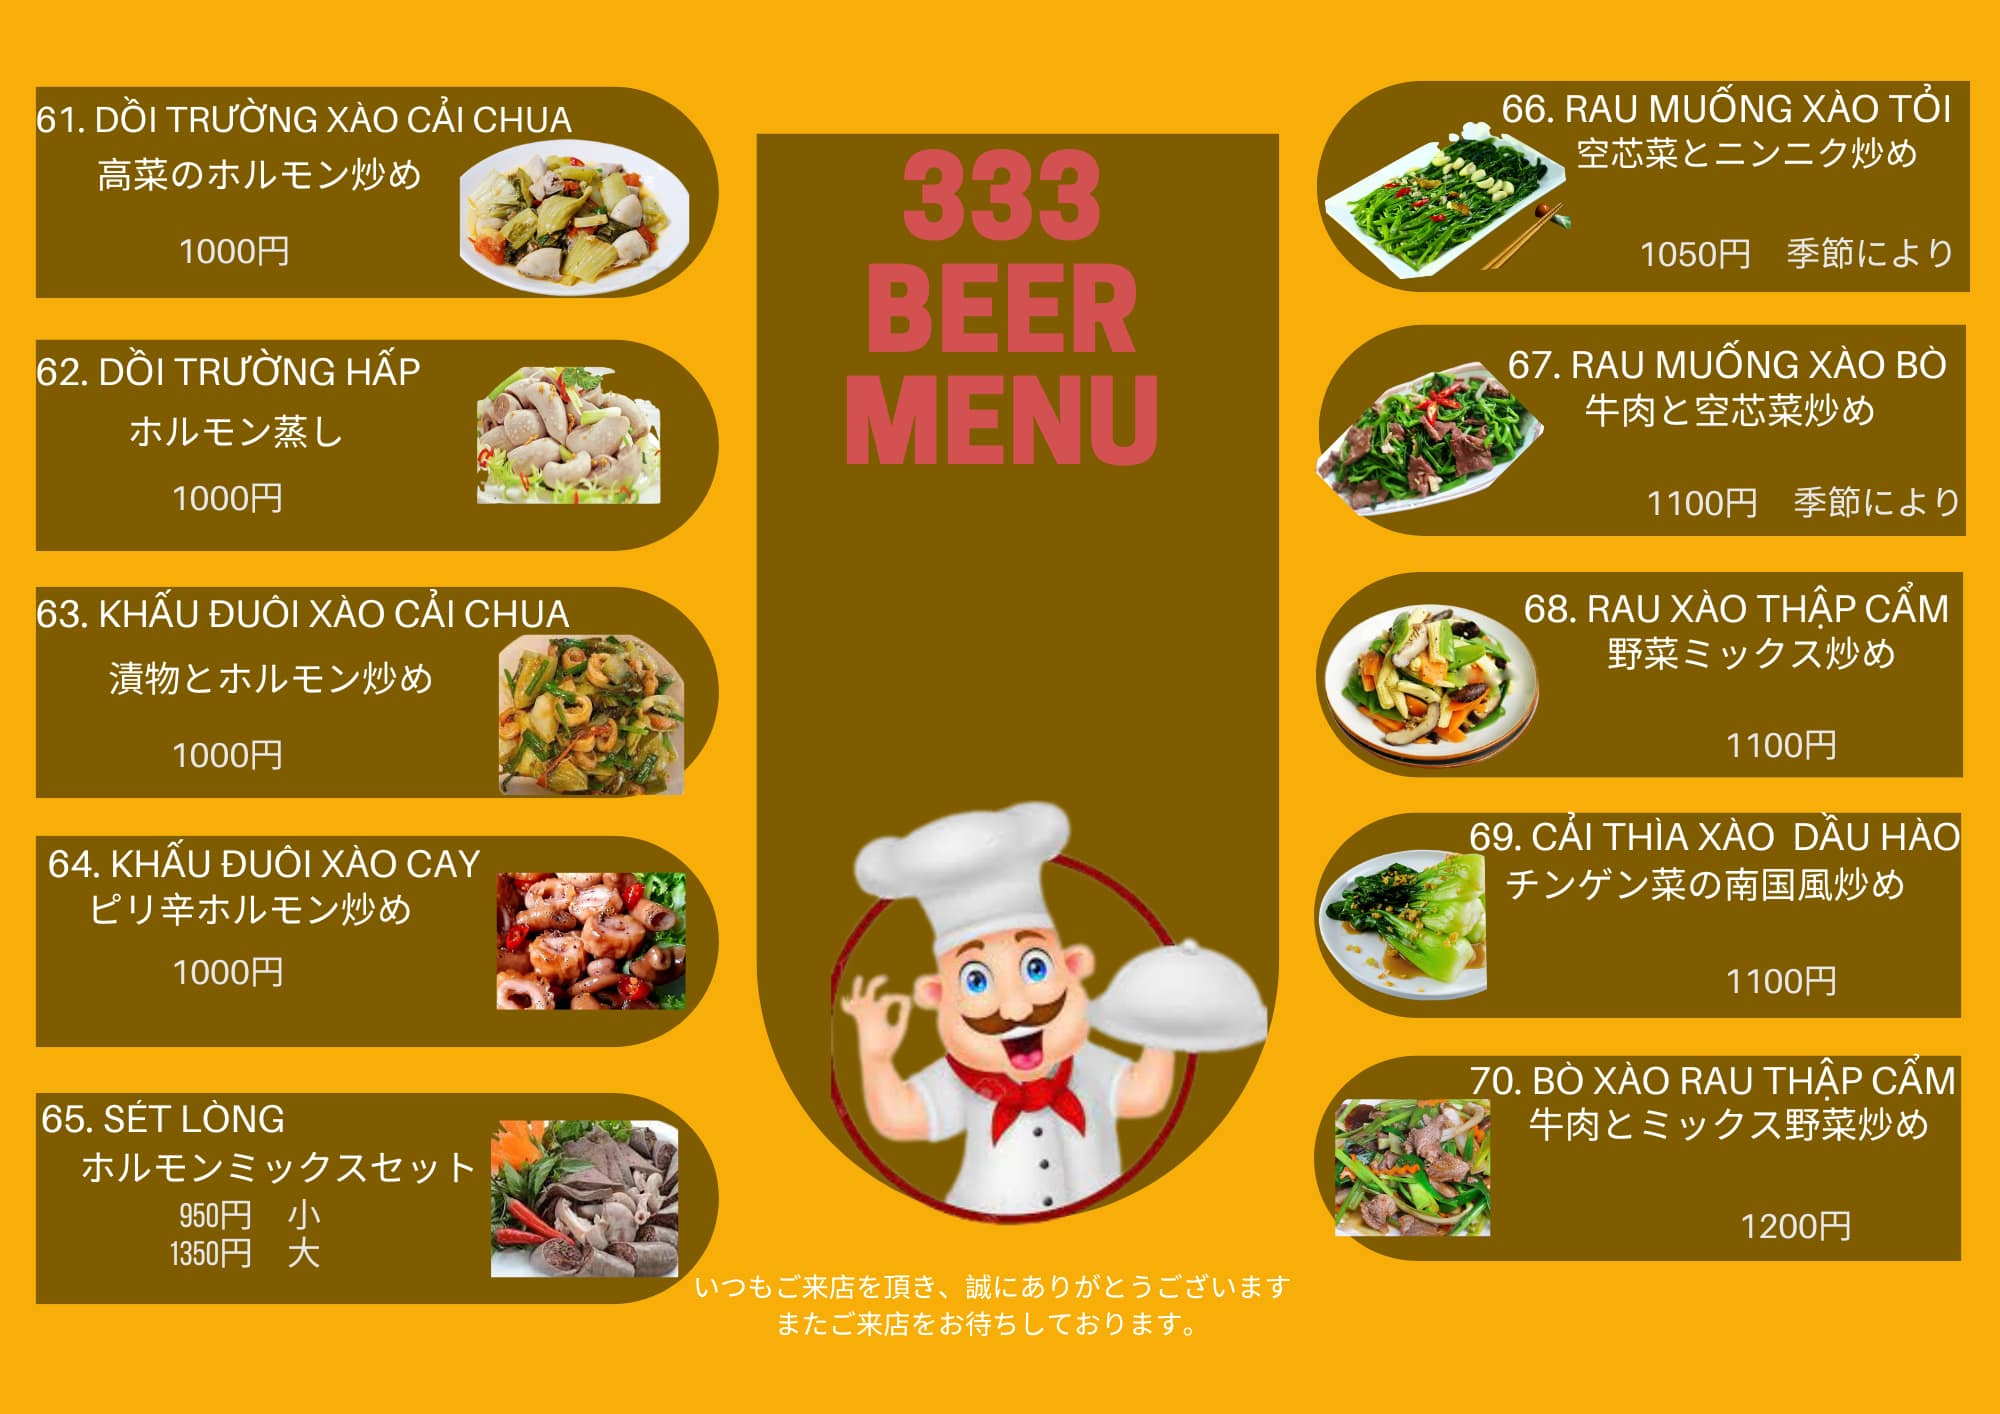 61. DỒI TRƯỜNG XÀO CẢI CHUA
高菜のホルモン炒め
1000円
62. DỒI TRƯỜNG HẤP
ホルモン蒸し
1000円
63. KHẤU ĐUÔI XÀO CẢI CHUA
漬物とホルモン炒め
1000円
64. KHẤU ĐUÔI XÀO CAY
ピリ辛ホルモン炒め
1000円
65. SÉT LÒNG
ホルモンミックスセット
950円 小
1350円 大
333
BEER
MENU
いつもご来店を頂き、誠にありがとうございます
またご来店をお待ちしております。
66. RAU MUỐNG XÀO TỎI
空芯菜とニンニク炒め
1050円 季節により
67. RAU MUỐNG XÀO BÒ
牛肉と空芯菜炒め
1100円 季節により
68. RAU XÀO THẬP CẨM
野菜ミックス炒め
1100円
69. CẢI THÌA XÀO DẦU HÀO
チンゲン菜の南国風炒め
1100円
70. BÒ XÀO RAU THẬP CẨM
牛肉とミックス野菜炒め
1200円